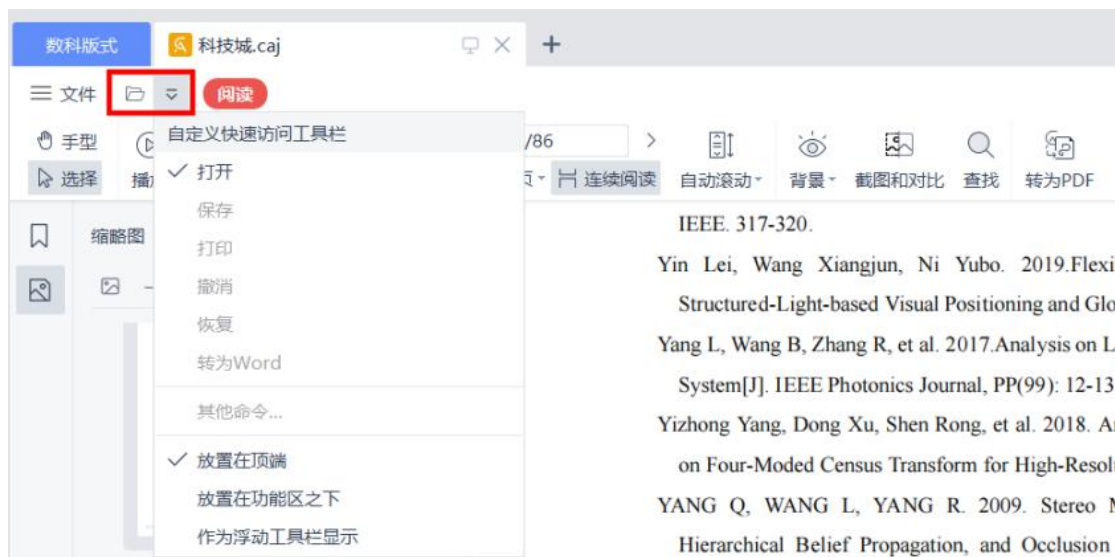 数科版式
科技城.caj
文件
阅读
自定义快速访问工具栏
打开
保存
打印
撤消
恢复
转为Word
其他命令...
放置在顶端
放置在功能区之下
作为浮动工具栏显示
手型
选择
/86
连续阅读
自动滚动
背景
截图和对比
查找
转为PDF
缩略图
IEEE. 317-320.
Yin Lei, Wang Xiangjun, Ni Yubo. 2019.Flexi
Structured-Light-based Visual Positioning and Glo
Yang L, Wang B, Zhang R, et al. 2017.Analysis on L
System[J]. IEEE Photonics Journal, PP(99): 12-13
Yizhong Yang, Dong Xu, Shen Rong, et al. 2018. A
on Four-Moded Census Transform for High-Resol
YANG Q, WANG L, YANG R. 2009. Stereo M
Hierarchical Belief Propagation, and Occlusion